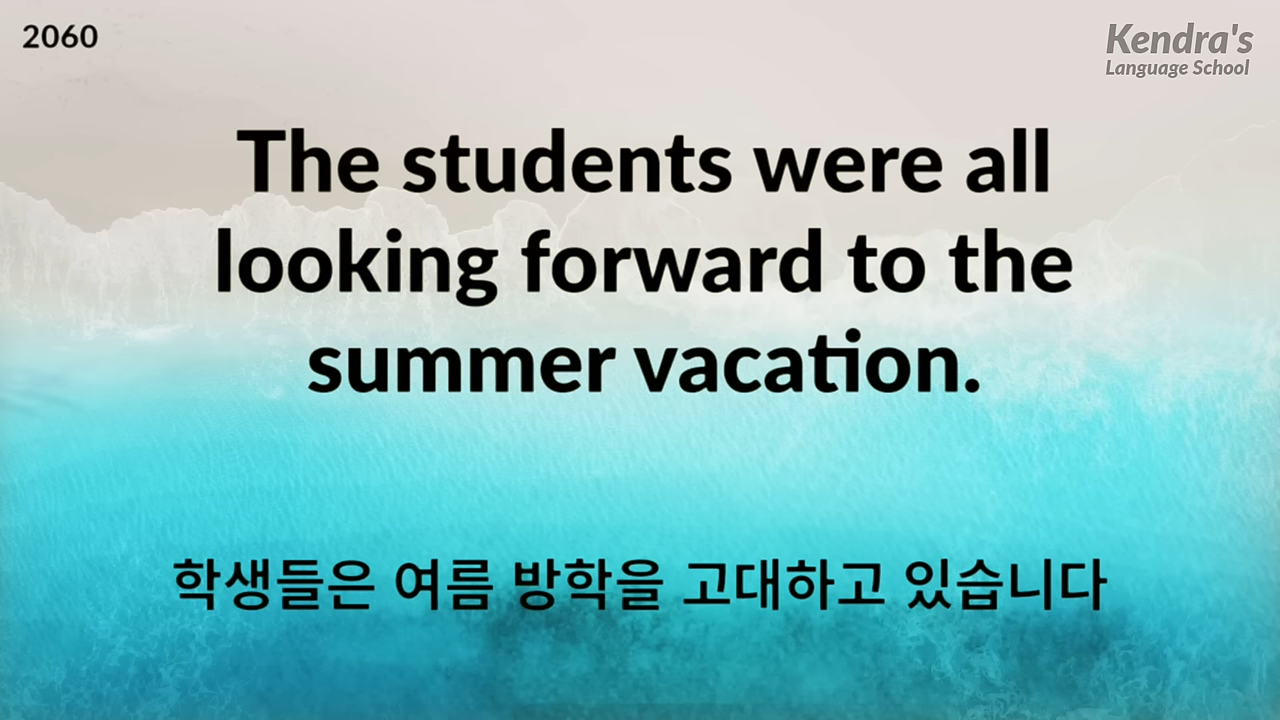 2060
Kendra's
Language School
The students were all
looking forward to the
summer vacation.
학생들은 여름 방학을 고대하고 있습니다